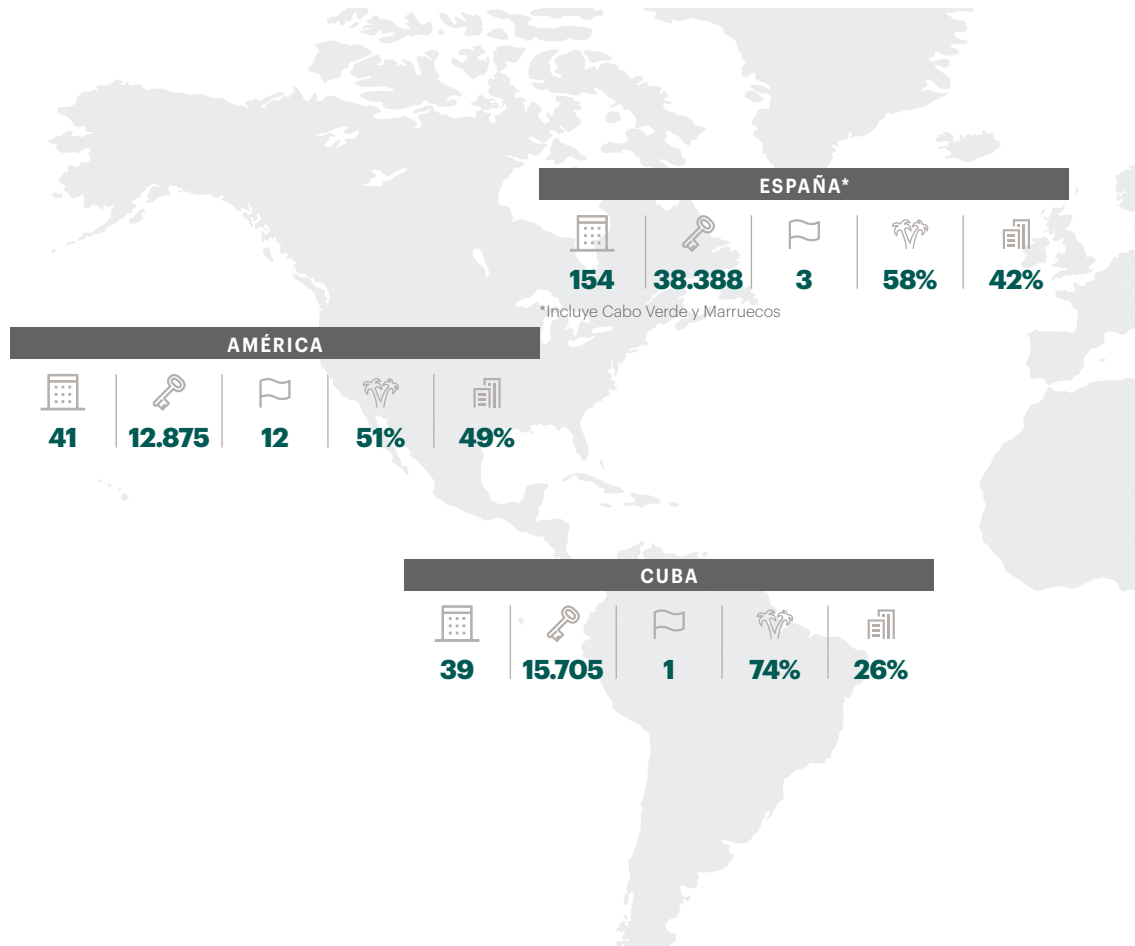 ESPAÑA*
154 38.388 3 58% 42%
*Incluye Cabo Verde y Marruecos
AMÉRICA
41 12.875 12 51% 49%
CUBA
39 15.705 1 74% 26%